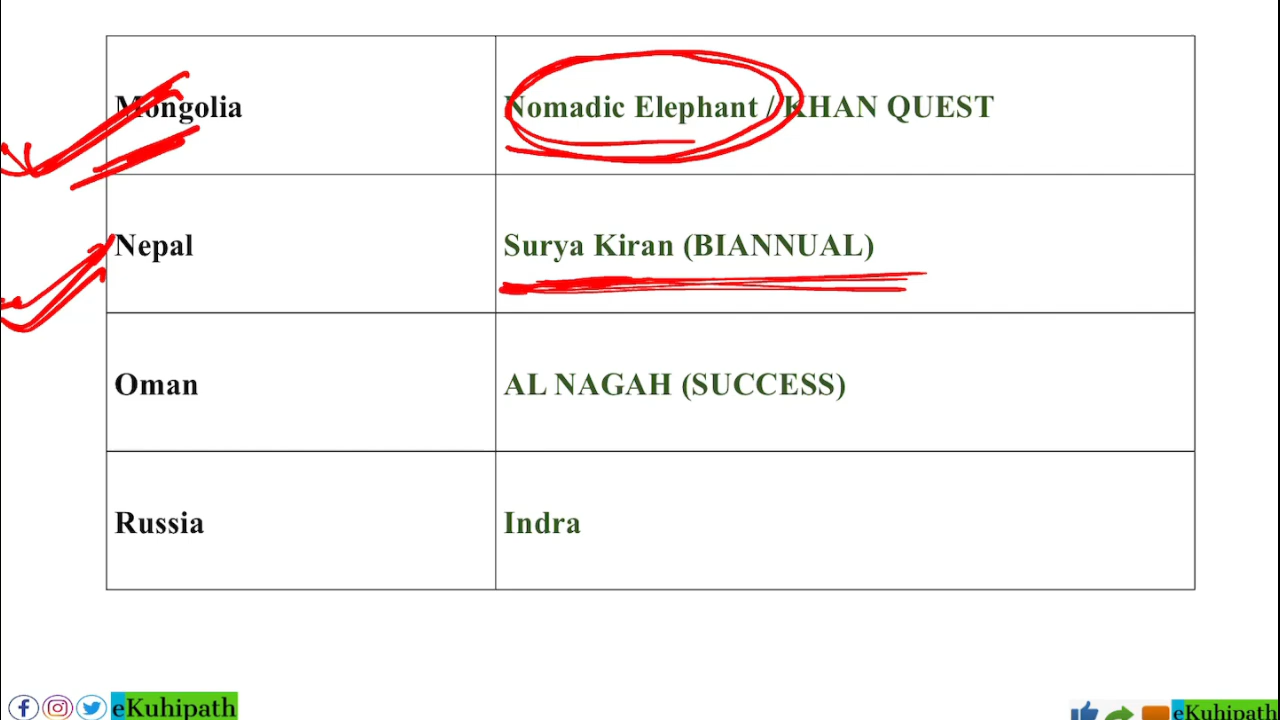 Mongolia Nomadic Elephant / KHAN QUEST
Nepal Surya Kiran (BIANNUAL)
Oman AL NAGAH (SUCCESS)
Russia Indra
eKuhipath eKuhipath